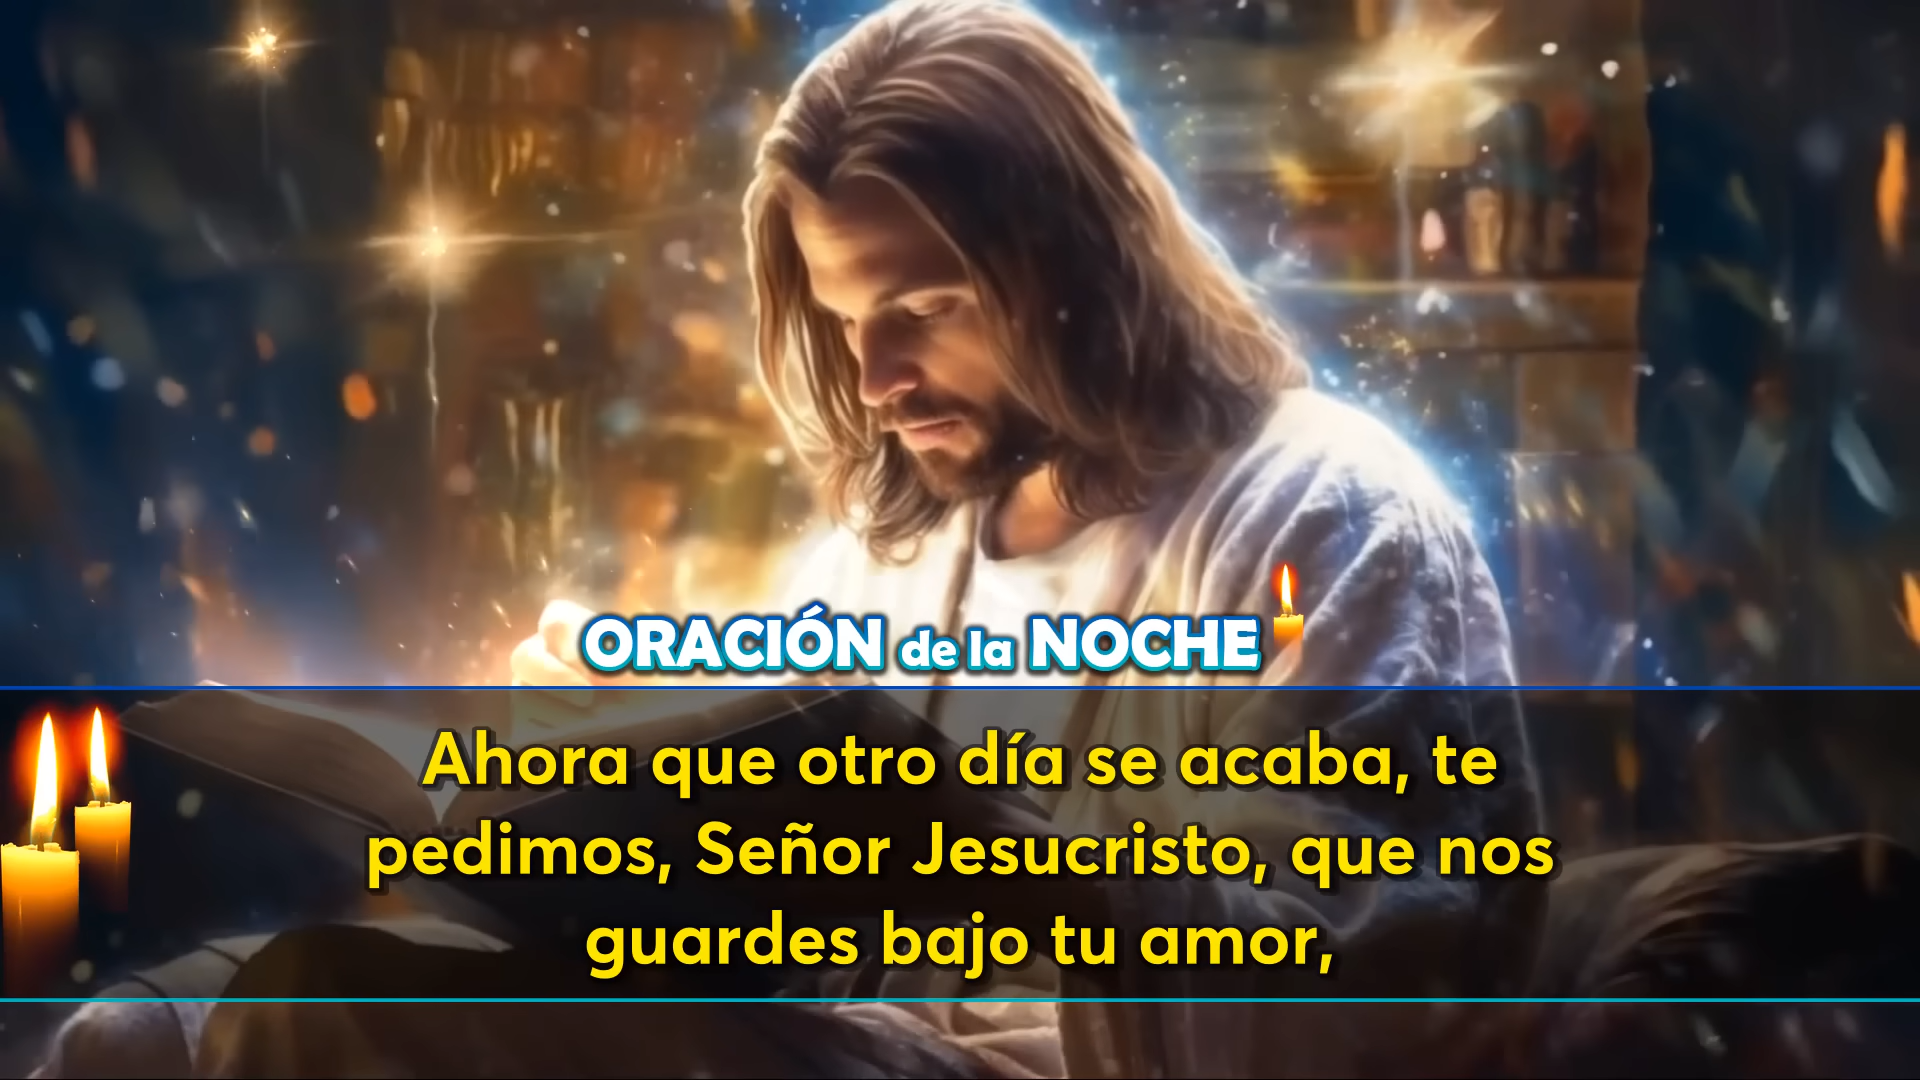 ORACIÓN de la NOCHE
Ahora que otro día se acaba, te
pedimos, Señor Jesucristo, que nos
guardes bajo tu amor,